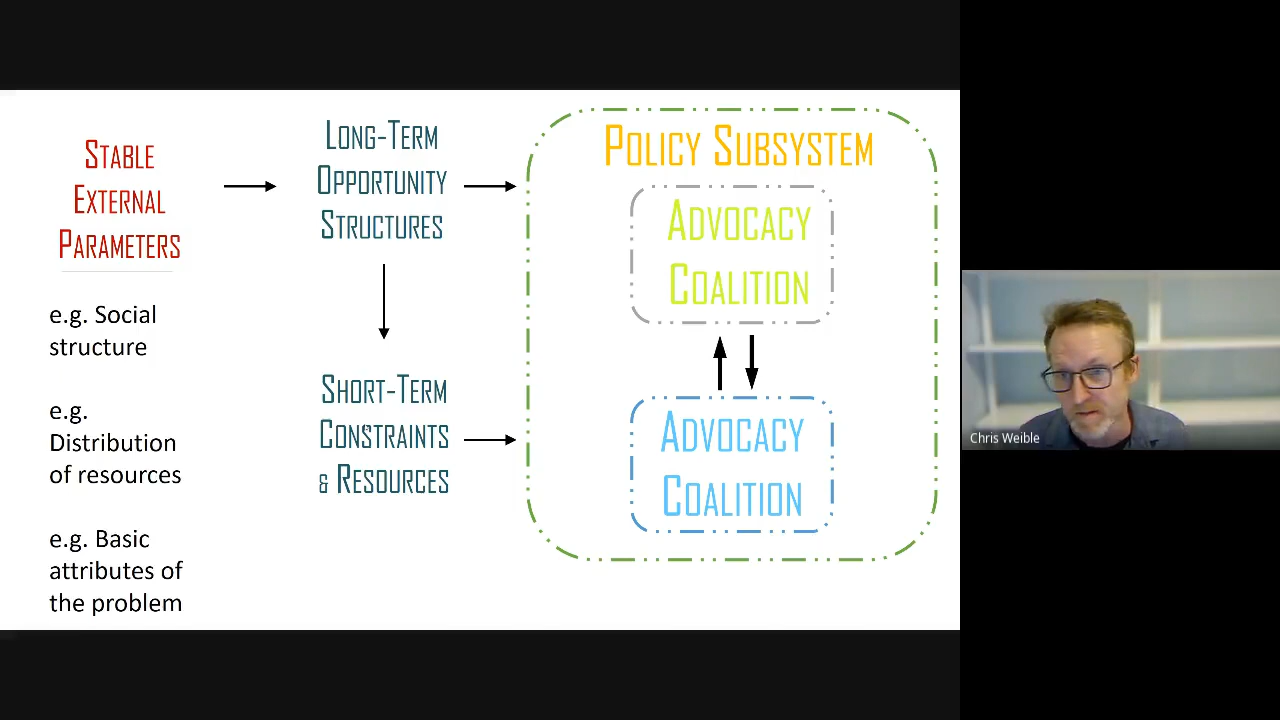 Stable
External
Parameters
e.g. Social
structure
e.g.
Distribution
of resources
e.g. Basic
attributes of
the problem
Long-Term
Opportunity
Structures
Short-Term
Constraints
& Resources
Policy Subsystem
Advocacy
Coalition
Advocacy
Coalition
Chris Weible